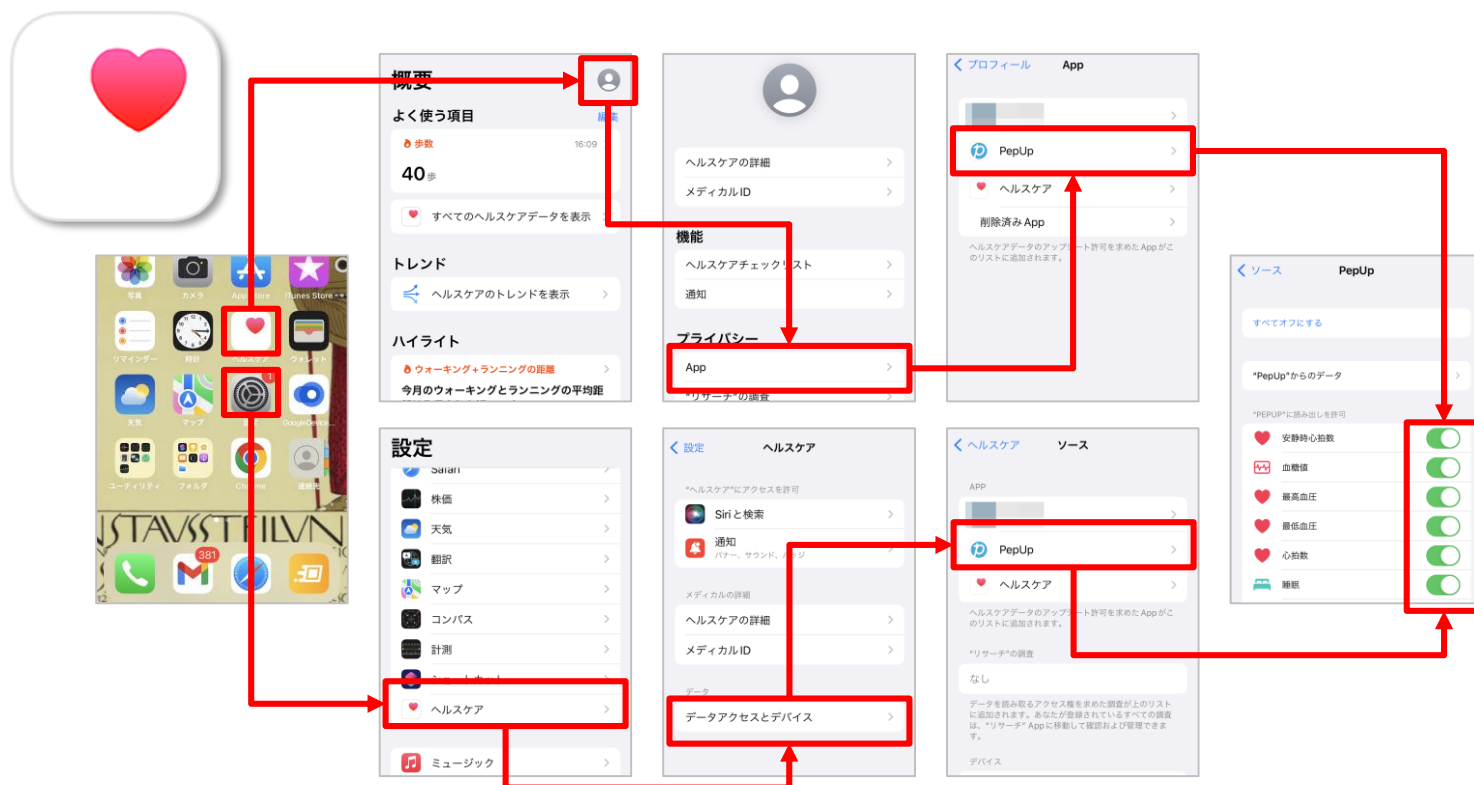 写真
カメラ
App Store
iTunes Store
リマインダー
時計
ヘルスケア
ウォレット
天気
マップ
設定
1
ユーティリティ
フォルダ
Chrome
連絡先
381
概要
よく使う項目
編集
歩数
16:09
40歩
すべてのヘルスケアデータを表示
トレンド
ヘルスケアのトレンドを表示
ハイライト
ウォーキング+ランニングの距離
今月のウォーキングとランニングの平均距
ヘルスケアの詳細
メディカルID
機能
ヘルスケアチェックリスト
通知
プライバシー
App
"リサーチ"の調査
プロフィール
App
PepUp
ヘルスケア
削除済み App
ヘルスケアデータのアップデート許可を求めた Appがこ
のリストに追加されます。
設定
Safari
株価
天気
翻訳
マップ
コンパス
計測
ショートカット
ヘルスケア
ミュージック
設定
ヘルスケア
"ヘルスケア"にアクセスを許可
Siriと検索
通知
バナー、サウンド、バッジ
メディカルの詳細
ヘルスケアの詳細
メディカルID
データ
データアクセスとデバイス
ヘルスケア
ソース
APP
PepUp
ヘルスケア
ヘルスケアデータのアップデート許可を求めた Appがこ
のリストに追加されます。
"リサーチ"の調査
なし
データを読み取るアクセス権を求めた調査が上のリスト
に追加されます。あなたが登録されているすべての調査
は、"リサーチ" Appに移動して確認および管理できま
す。
デバイス
ソース
PepUp
すべてオフにする
"PepUp"からのデータ
"PEPUP"に読み出しを許可
安静時心拍数
血糖値
最高血圧
最低血圧
心拍数
睡眠